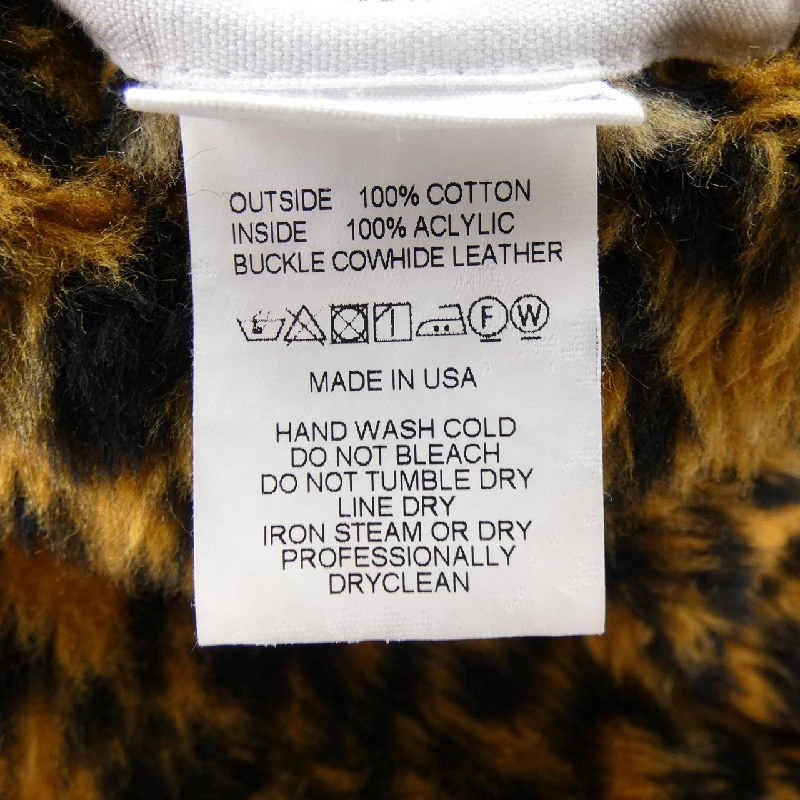 OUTSIDE 100% COTTON
INSIDE 100% ACLYLIC
BUCKLE COWHIDE LEATHER
F W
MADE IN USA
HAND WASH COLD
DO NOT BLEACH
DO NOT TUMBLE DRY
LINE DRY
IRON STEAM OR DRY
PROFESSIONALLY
DRYCLEAN